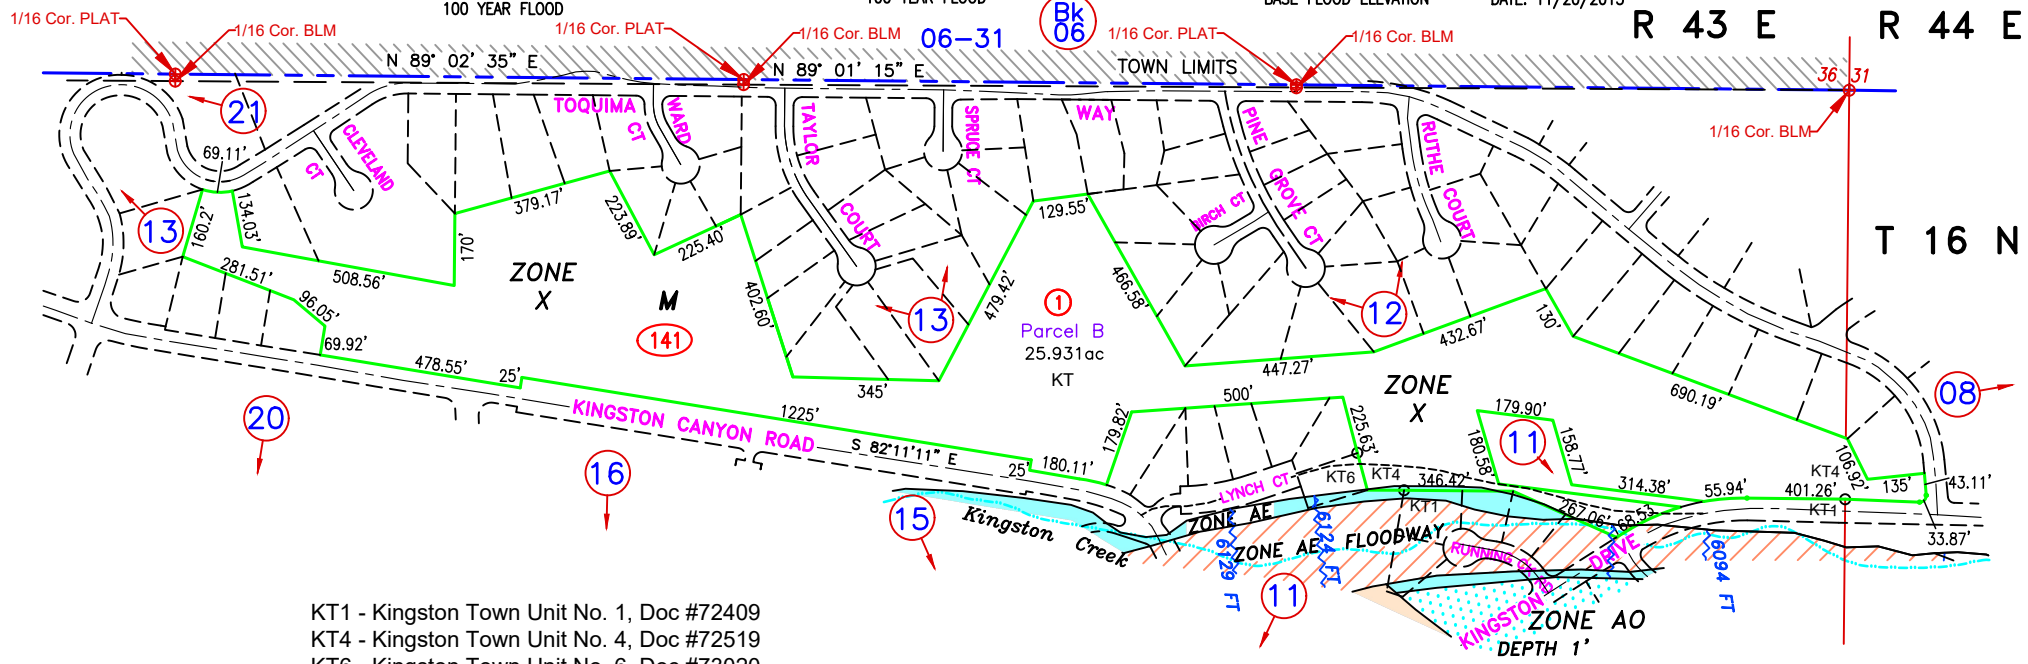 100 YEAR FLOOD
BASE FLOOD ELEVATION
1/16 Cor. PLAT
1/16 Cor. BLM
1/16 Cor. PLAT
1/16 Cor. BLM
06-31
Bk
06
1/16 Cor. PLAT
1/16 Cor. BLM
R 43 E
R 44 E
N 89° 02' 35" E
N 89° 01' 15" E
TOWN LIMITS
36 31
1/16 Cor. BLM
21
TOQUIMA
WAY
WARD
CT
TAYLOR
COURT
SPRUCE CT
PINE
GROVE CT
BIRCH CT
RUTHE
COURT
CLEVELAND
CT
69.11'
13
160.2'
134.03'
281.51'
96.05'
69.92'
508.56'
170'
379.17'
223.89'
225.40'
402.60'
345'
479.42'
129.55'
466.58'
447.27'
432.67'
130'
690.19'
T 16 N
ZONE
X
M
141
13
1
Parcel B
25.931ac
KT
12
ZONE
X
08
478.55'
25'
1225'
KINGSTON CANYON ROAD
S 82°11'11" E
25'
180.11'
179.82'
500'
225.63'
179.90'
180.58'
11
158.77'
314.38'
55.94'
401.26'
106.92'
KT4
135'
43.11'
KT1
33.87'
20
16
15
LYNCH CT
KT6
KT4
346.42'
KT1
267.06'
68.53'
Kingston Creek
ZONE AE
ZONE AE FLOODWAY
6129 FT
6124 FT
6094 FT
RUNNING CK RD
KINGSTON DRIVE
11
ZONE AO
DEPTH 1'
KT1 - Kingston Town Unit No. 1, Doc #72409
KT4 - Kingston Town Unit No. 4, Doc #72519